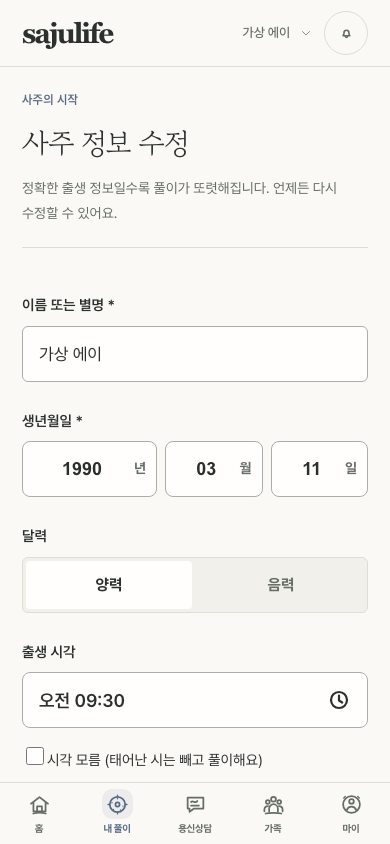 sajulife
가상 에이
사주의 시작
사주 정보 수정
정확한 출생 정보일수록 풀이가 또렷해집니다. 언제든 다시
수정할 수 있어요.
이름 또는 별명 *
가상 에이
생년월일 *
1990 년 03 월 11 일
달력
양력 음력
출생 시각
오전 09:30
시각 모름 (태어난 시는 빼고 풀이해요)
홈 내 풀이 용신상담 가족 마이